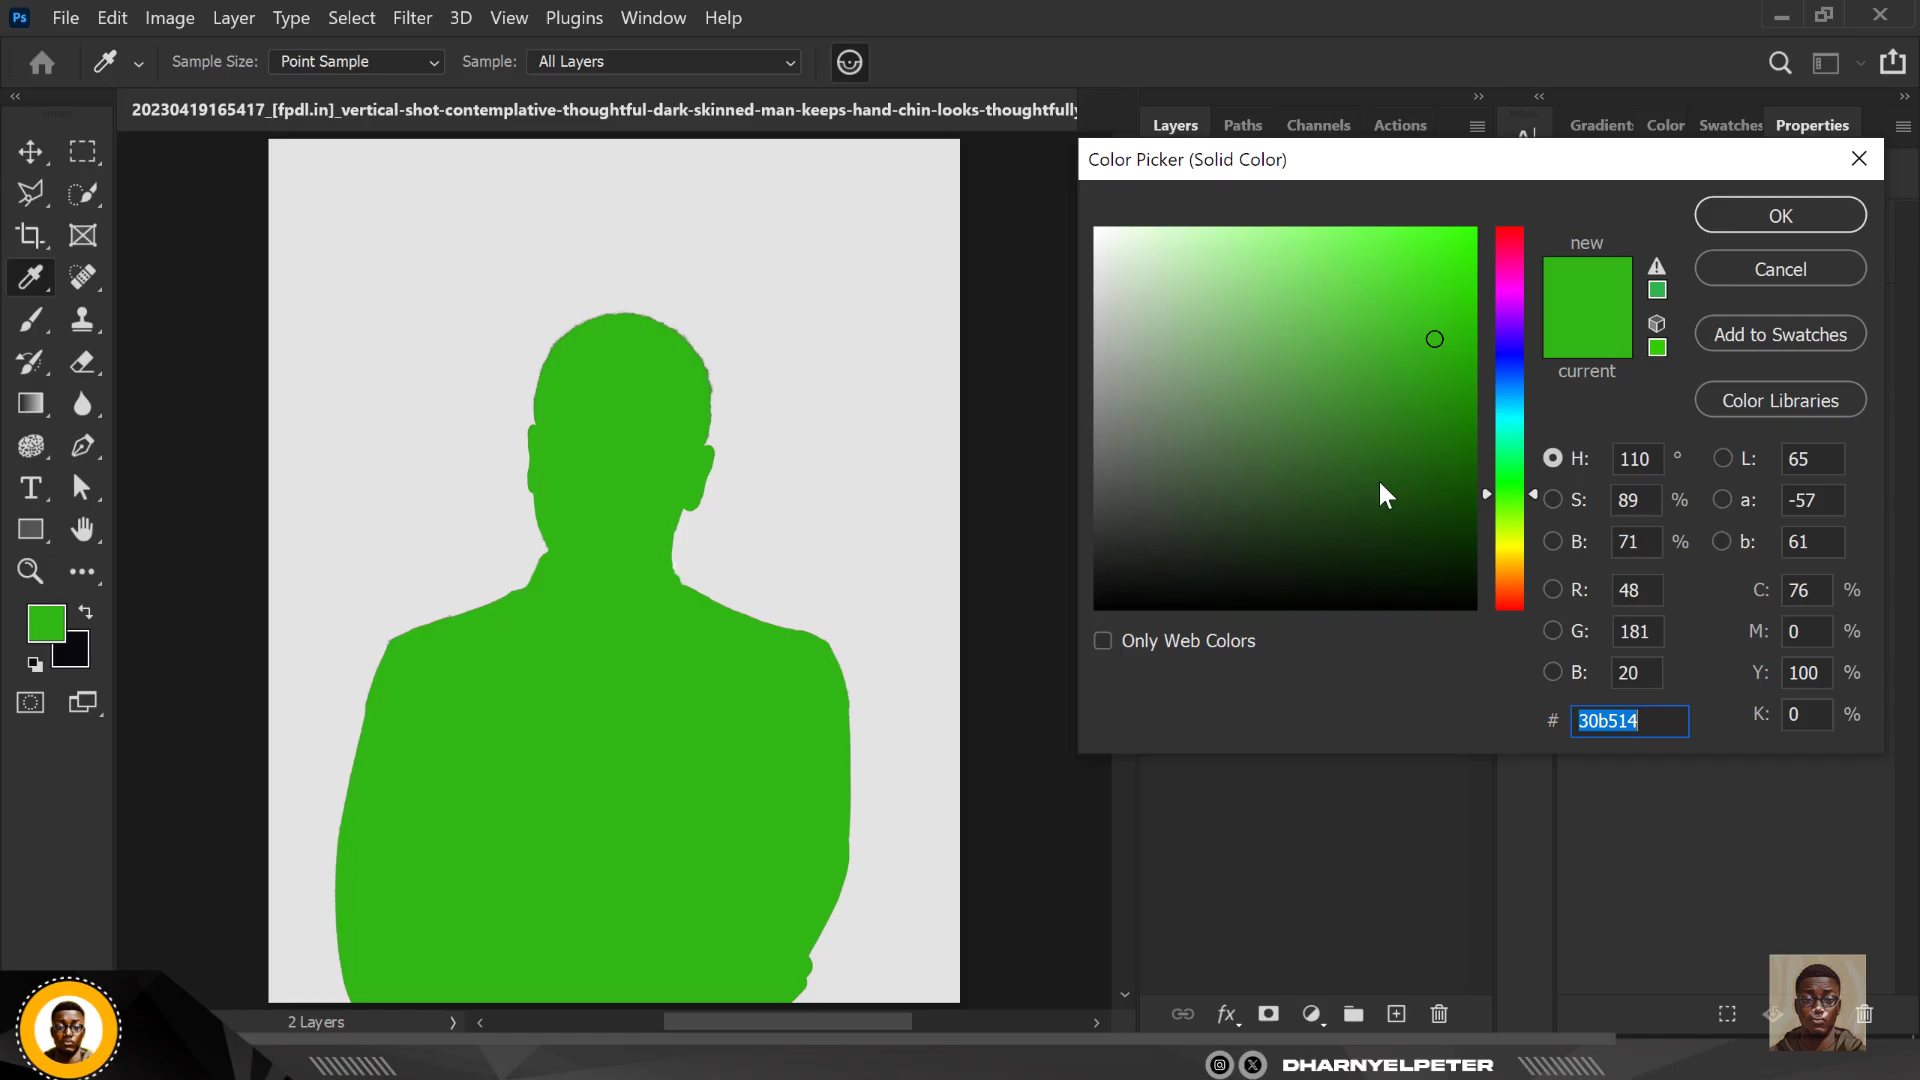 Ps File Edit Image Layer Type Select Filter 3D View Plugins Window Help
Sample Size: Point Sample Sample: All Layers
20230419165417_[fpdl.in]_vertical-shot-contemplative-thoughtful-dark-skinned-man-keeps-hand-chin-looks-thoughtfully
Layers Paths Channels Actions
Gradient Color Swatches Properties
Color Picker (Solid Color)
new
current
OK
Cancel
Add to Swatches
Color Libraries
H: 110 ° L: 65
S: 89 % a: -57
B: 71 % b: 61
R: 48 C: 76 %
G: 181 M: 0 %
B: 20 Y: 100 %
# 30b514 K: 0 %
Only Web Colors
2 Layers
fx
DHARNYELPETER